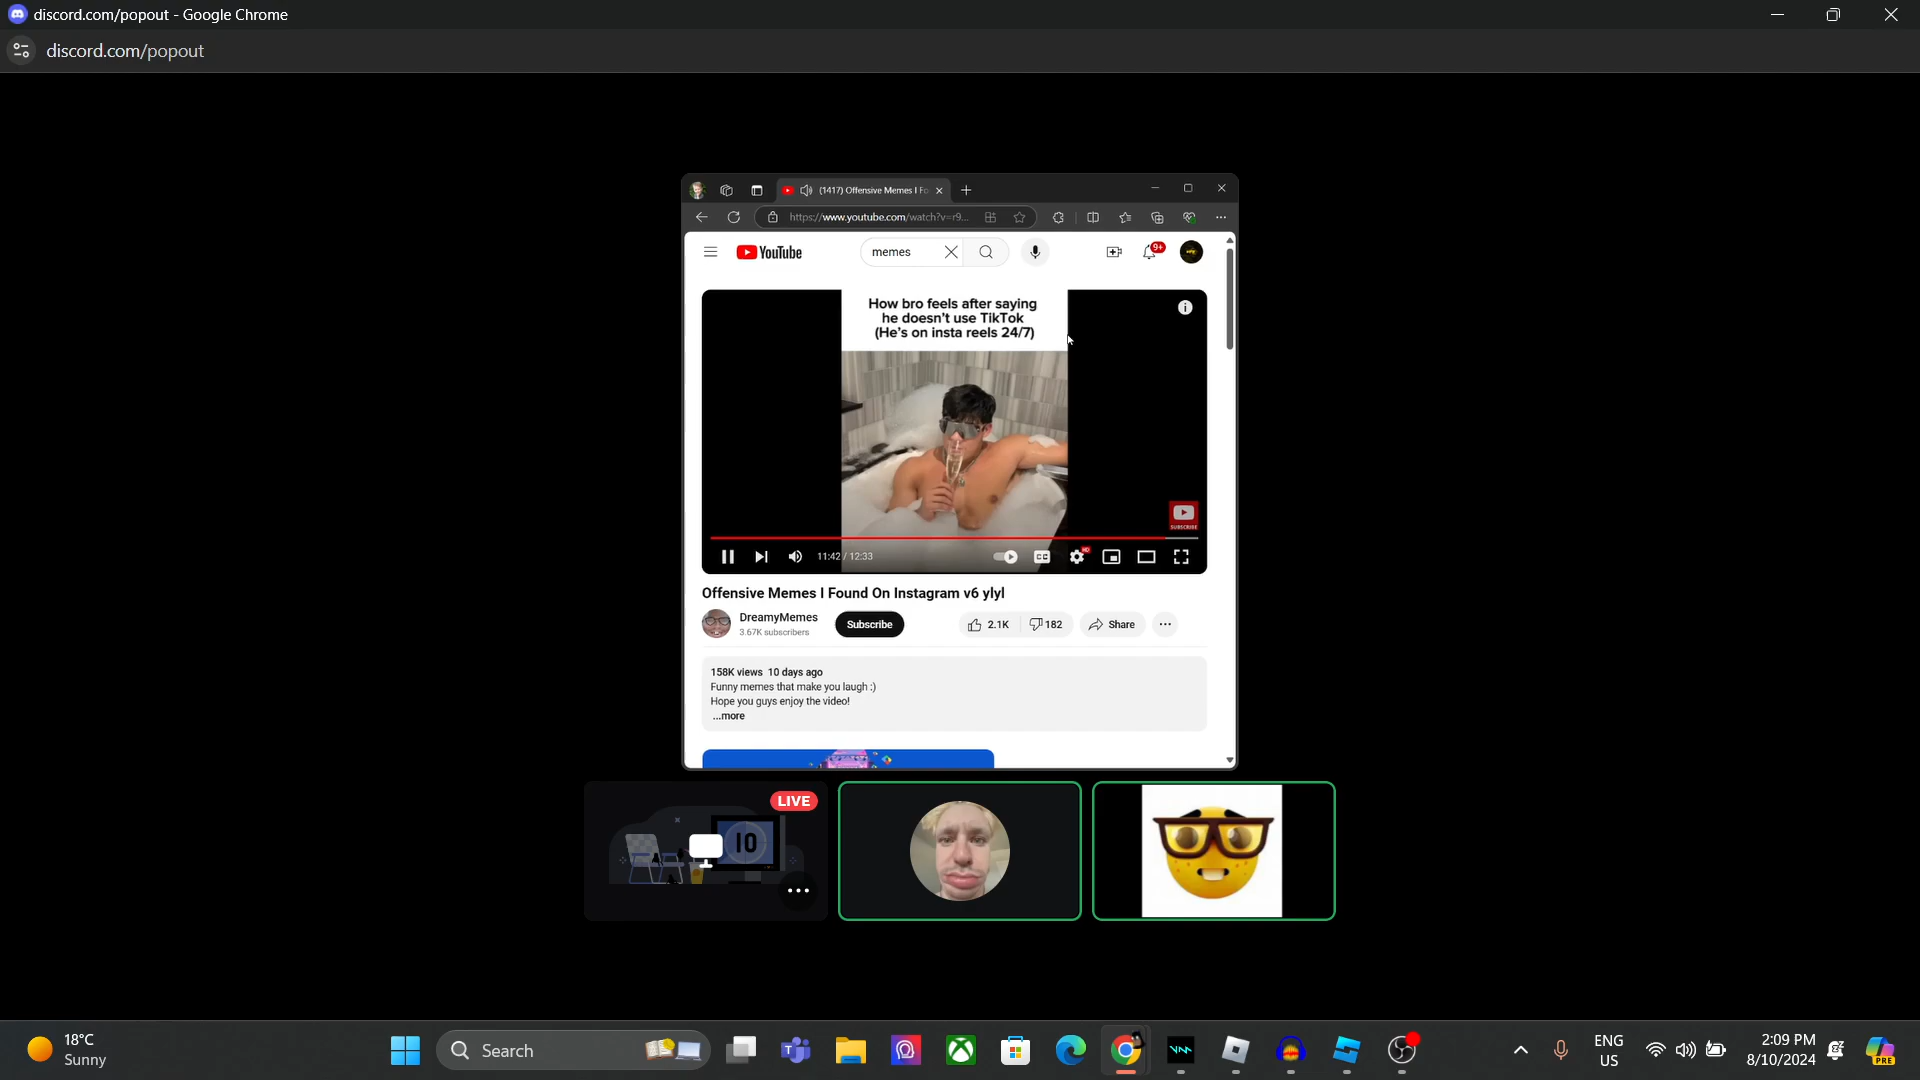 discord.com/popout - Google Chrome
discord.com/popout
(1417) Offensive Memes I Fo
https://www.youtube.com/watch?v=r9...
YouTube
memes
9+
How bro feels after saying
he doesn't use TikTok
(He's on insta reels 24/7)
SUBSCRIBE
11:42 / 12:33
CC
HD
Offensive Memes I Found On Instagram v6 ylyl
DreamyMemes
3.67K subscribers
Subscribe
2.1K
182
Share
158K views 10 days ago
Funny memes that make you laugh :)
Hope you guys enjoy the video!
...more
LIVE
10
18°C
Sunny
Search
ENG
US
2:09 PM
8/10/2024
PRE